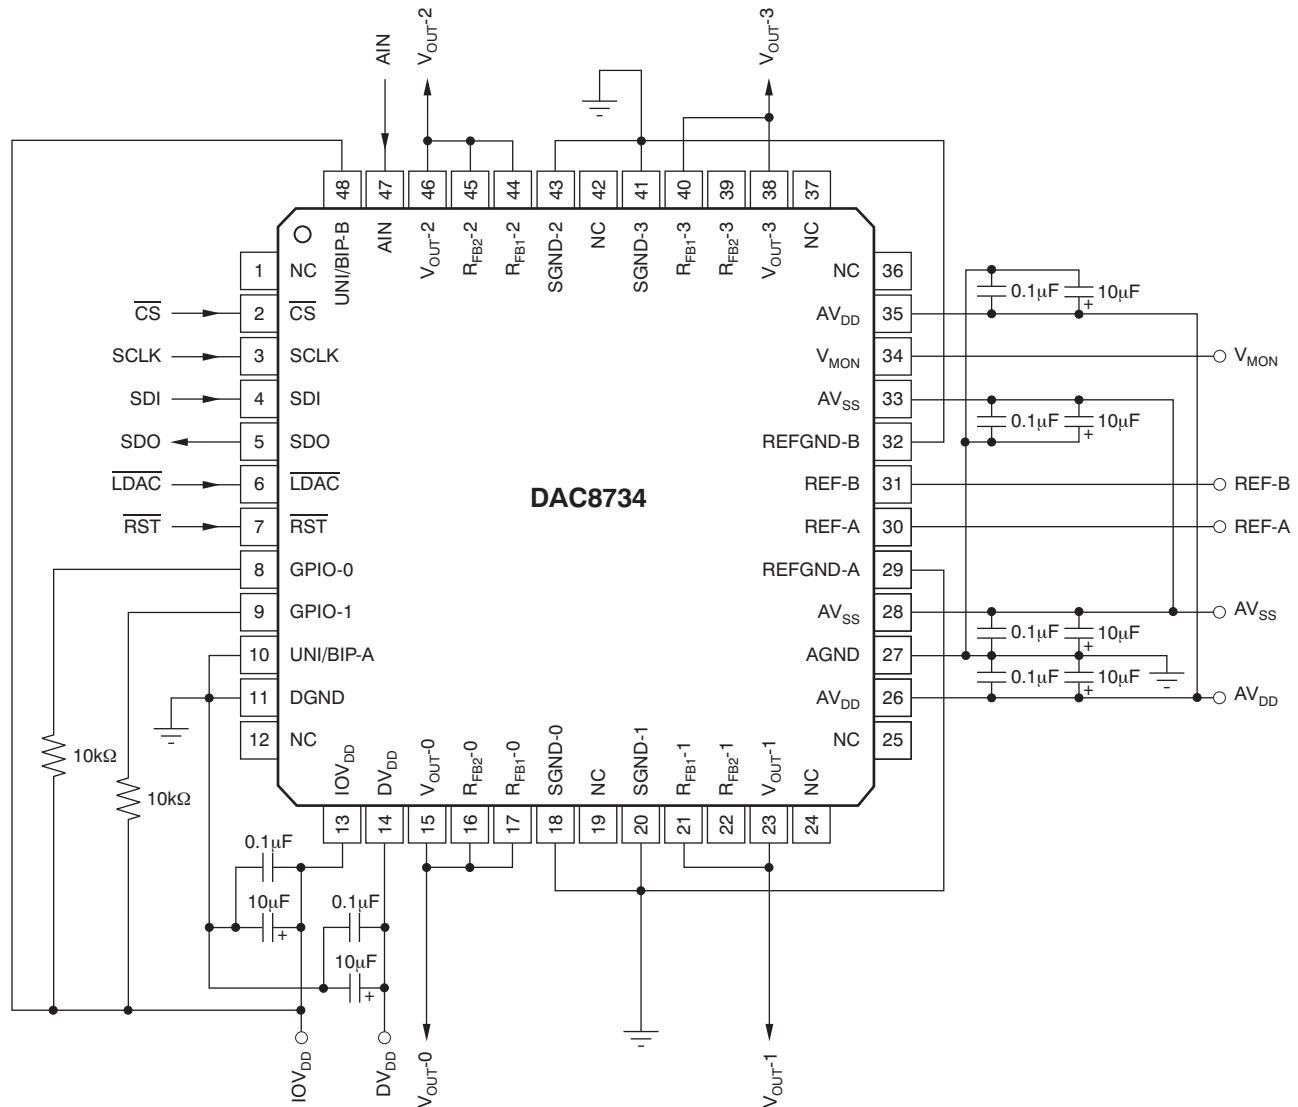 AIN
VOUT-2
VOUT-3
48
47
46
45
44
43
42
41
40
39
38
37
UNI/BIP-B
AIN
VOUT-2
RFB2-2
RFB1-2
SGND-2
NC
SGND-3
RFB1-3
RFB2-3
VOUT-3
NC
1 NC
CS 2 CS
SCLK 3 SCLK
SDI 4 SDI
SDO 5 SDO
LDAC 6 LDAC
RST 7 RST
8 GPIO-0
9 GPIO-1
10 UNI/BIP-A
11 DGND
12 NC
10kΩ
10kΩ
DAC8734
NC 36
0.1μF 10μF
+
AVDD 35
VMON 34 VMON
AVSS 33
0.1μF 10μF
+
REFGND-B 32
REF-B 31 REF-B
REF-A 30 REF-A
REFGND-A 29
AVSS 28 AVSS
0.1μF 10μF
+
AGND 27
0.1μF 10μF
+
AVDD 26 AVDD
NC 25
IOVDD
DVDD
VOUT-0
RFB2-0
RFB1-0
SGND-0
NC
SGND-1
RFB1-1
RFB2-1
VOUT-1
NC
13
14
15
16
17
18
19
20
21
22
23
24
0.1μF
10μF
+
0.1μF
10μF
+
IOVDD
DVDD
VOUT-0
VOUT-1